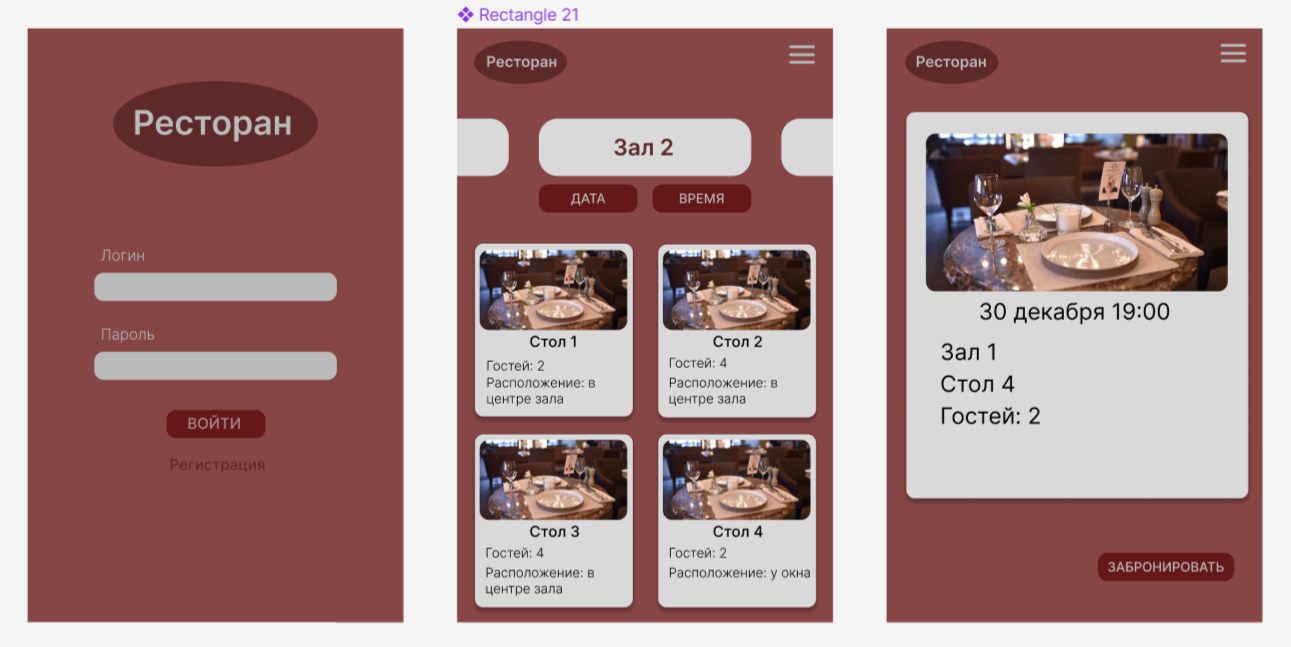 Rectangle 21
Ресторан
Логин
Пароль
ВОЙТИ
Регистрация
Ресторан
Зал 2
ДАТА
ВРЕМЯ
Стол 1
Гостей: 2
Расположение: в
центре зала
Стол 2
Гостей: 4
Расположение: в
центре зала
Стол 3
Гостей: 4
Расположение: в
центре зала
Стол 4
Гостей: 2
Расположение: у окна
Ресторан
30 декабря 19:00
Зал 1
Стол 4
Гостей: 2
ЗАБРОНИРОВАТЬ